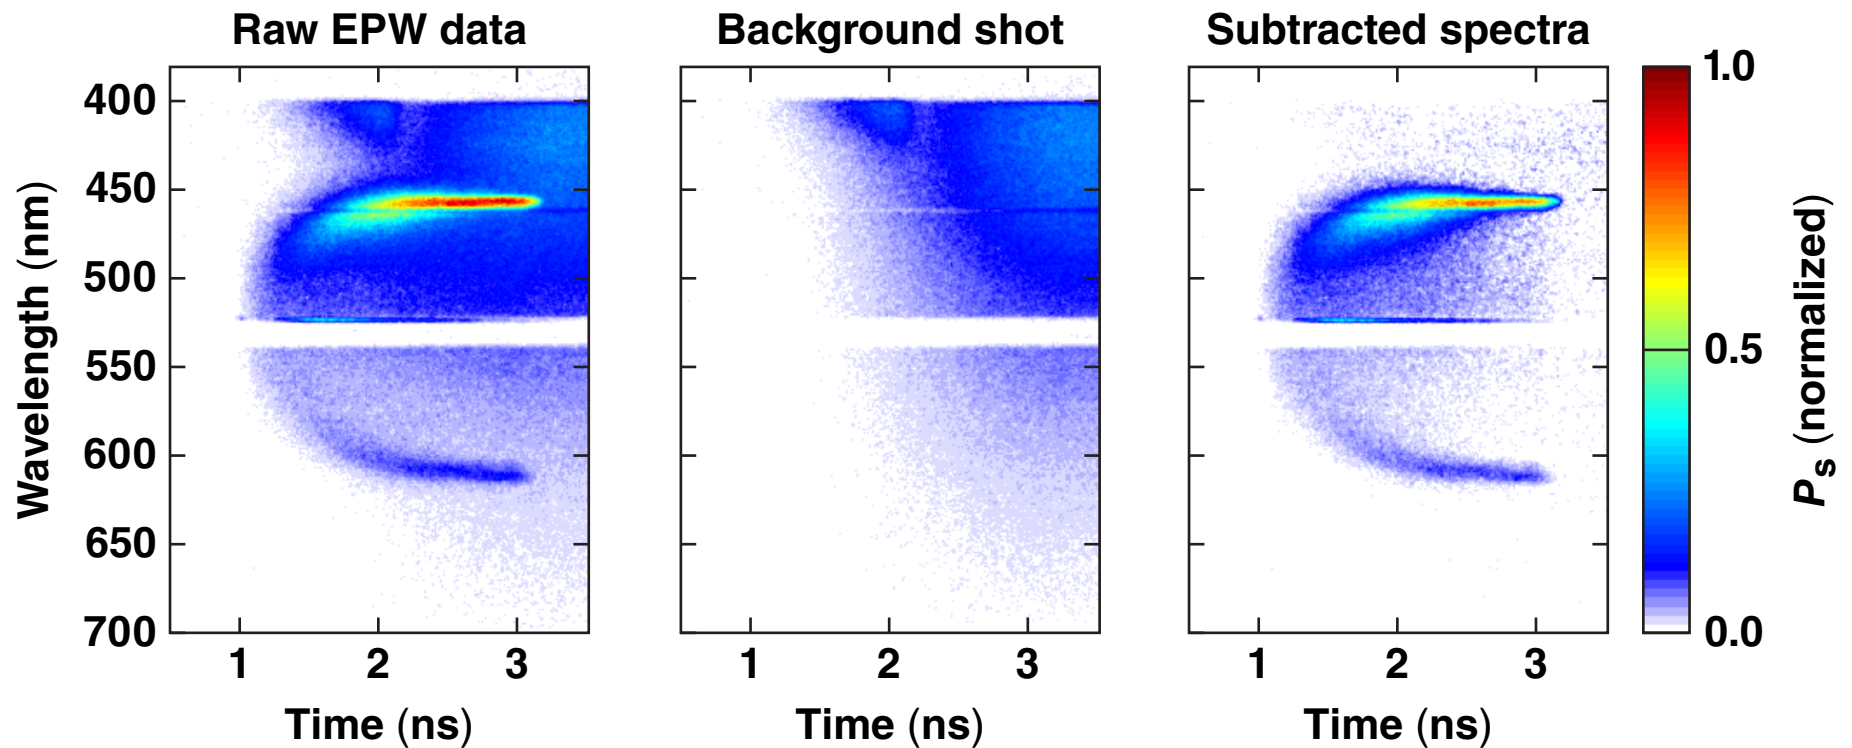 Raw EPW data
Background shot
Subtracted spectra
Wavelength (nm)
400
450
500
550
600
650
700
1 2 3
1 2 3
1 2 3
Time (ns)
Time (ns)
Time (ns)
1.0
0.5
0.0
Ps (normalized)